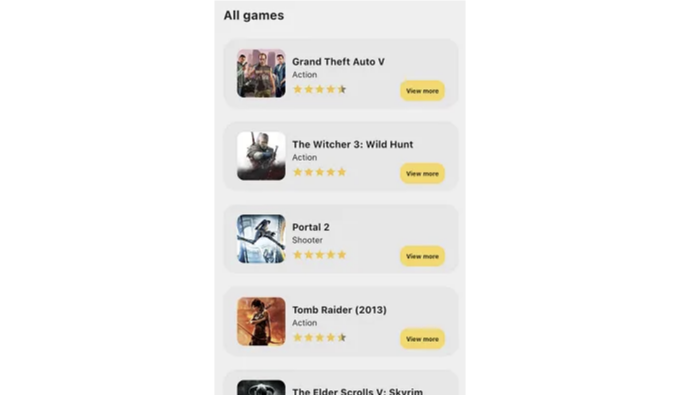 All games
Grand Theft Auto V
Action
View more
The Witcher 3: Wild Hunt
Action
View more
Portal 2
Shooter
View more
Tomb Raider (2013)
Action
View more
The Elder Scrolls V: Skyrim